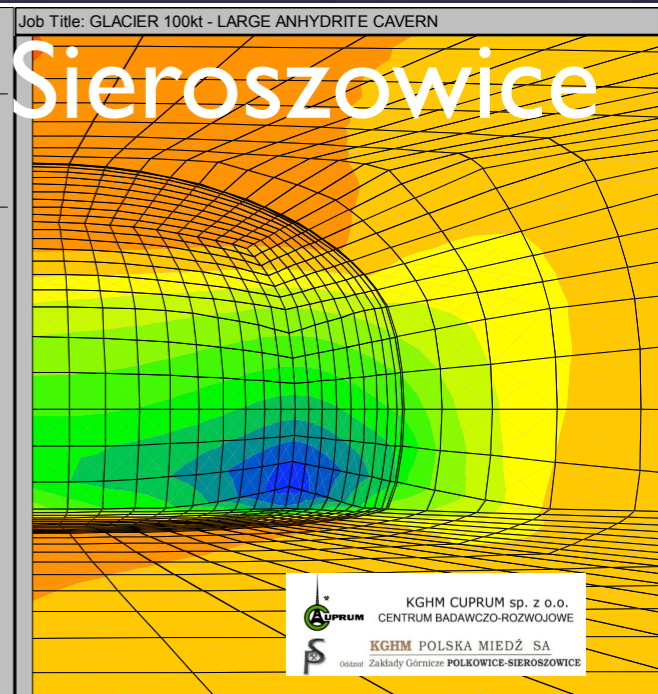 Job Title: GLACIER 100kt - LARGE ANHYDRITE CAVERN
Sieroszowice
CUPRUM
KGHM CUPRUM sp. z o.o.
CENTRUM BADAWCZO-ROZWOJOWE
KGHM POLSKA MIEDŹ SA
Oddział Zakłady Górnicze POLKOWICE-SIEROSZOWICE